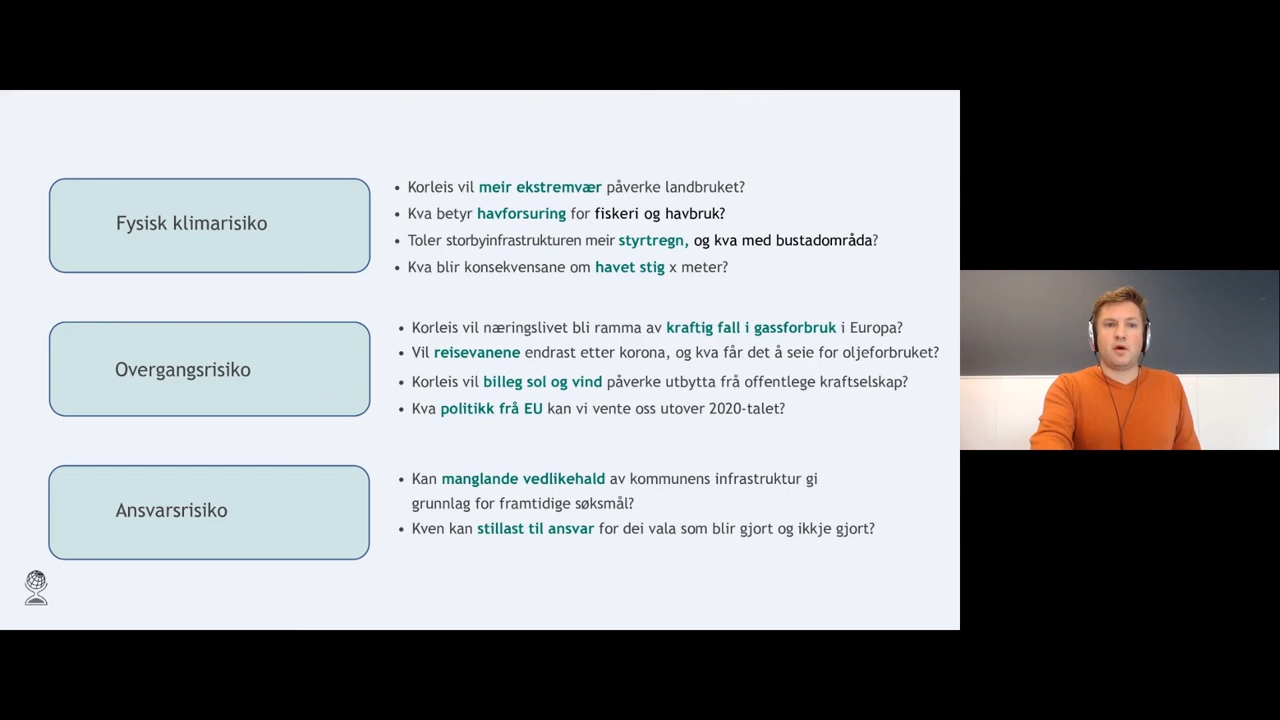 Fysisk klimarisiko
• Korleis vil meir ekstremvær påverke landbruket?
• Kva betyr havforsuring for fiskeri og havbruk?
• Toler storbyinfrastrukturen meir styrtregn, og kva med bustadområda?
• Kva blir konsekvensane om havet stig x meter?
Overgangsrisiko
• Korleis vil næringslivet bli ramma av kraftig fall i gassforbruk i Europa?
• Vil reisevanene endrast etter korona, og kva får det å seie for oljeforbruket?
• Korleis vil billeg sol og vind påverke utbytta frå offentlege kraftselskap?
• Kva politikk frå EU kan vi vente oss utover 2020-talet?
Ansvarsrisiko
• Kan manglande vedlikehald av kommunens infrastruktur gi
grunnlag for framtidige søksmål?
• Kven kan stillast til ansvar for dei vala som blir gjort og ikkje gjort?